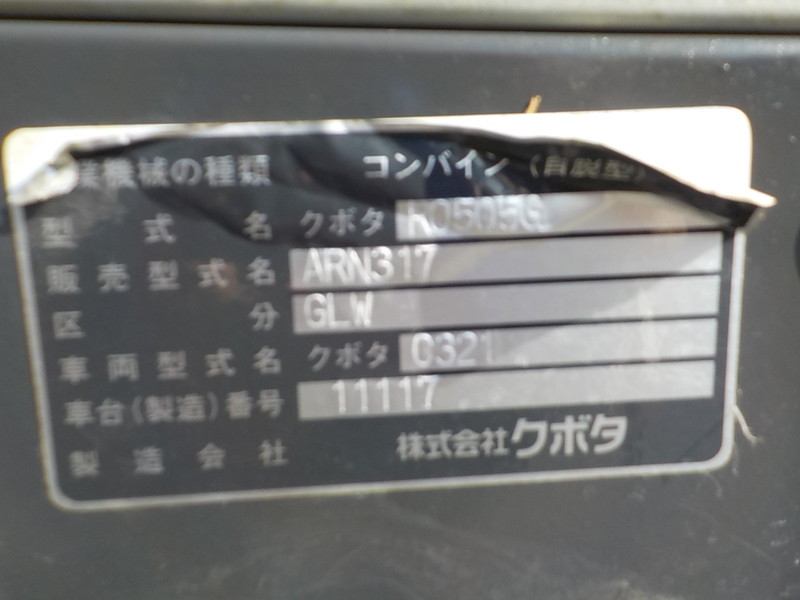 業機械の種類 コンバイン(自脱型)
型式名 クボタ K0505G
販売型式名 ARN317
区分 GLW
車両型式名 クボタ 0321
車台(製造)番号 11117
製造会社 株式会社クボタ